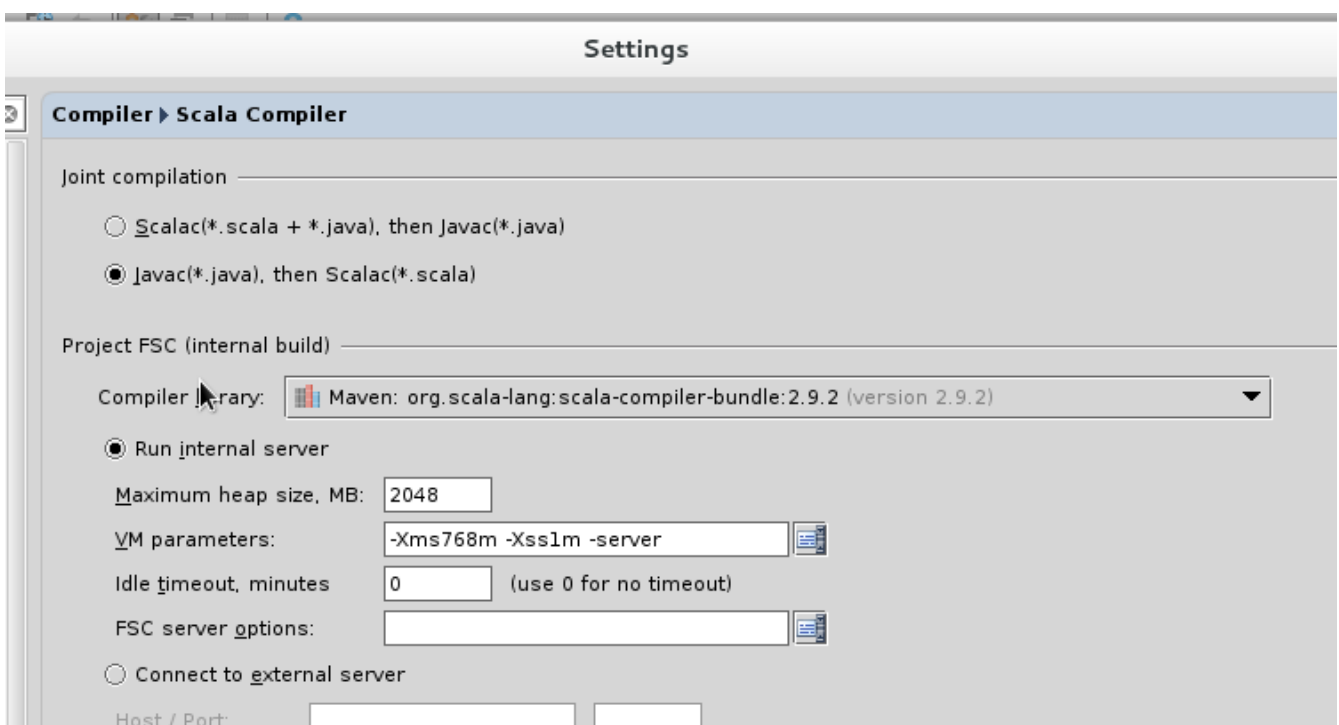 Settings
Compiler Scala Compiler
Joint compilation
Scalac(*.scala + *.java), then Javac(*.java)
Javac(*.java), then Scalac(*.scala)
Project FSC (internal build)
Compiler Maven: org.scala-lang:scala-compiler-bundle:2.9.2 (version 2.9.2)
Run internal server
Maximum heap size, MB: 2048
VM parameters: -Xms768m -Xss1m -server
Idle timeout, minutes 0 (use 0 for no timeout)
FSC server options:
Connect to external server
Host / Port: